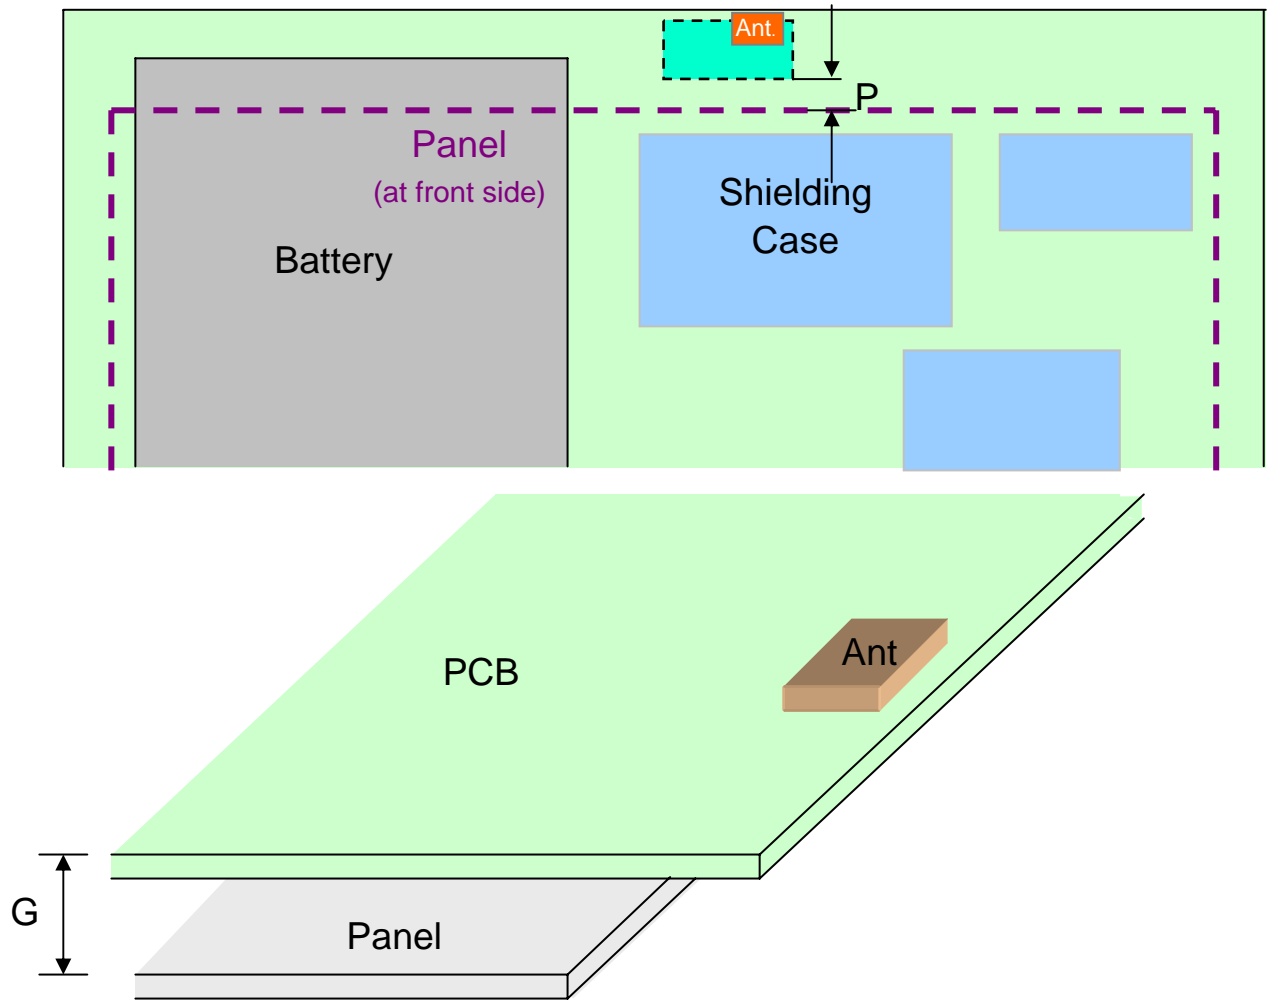 Ant.
P
Panel
(at front side)
Shielding
Case
Battery
Ant
PCB
G
Panel